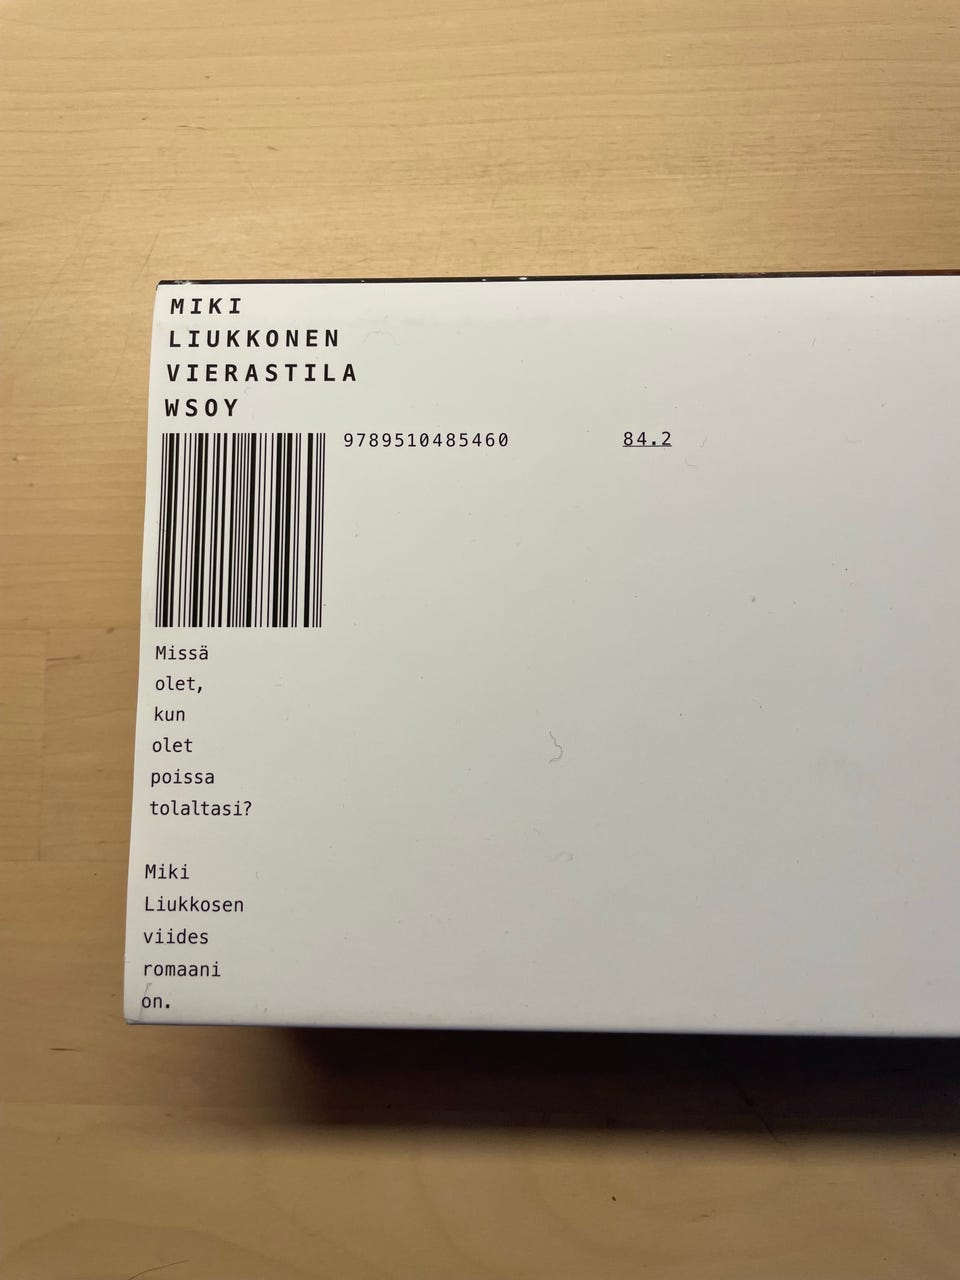 MIKI
LIUKKONEN
VIERASTILA
WSOY
9789510485460 84.2
Missä
olet,
kun
olet
poissa
tolaltasi?
Miki
Liukkosen
viides
romaani
on.